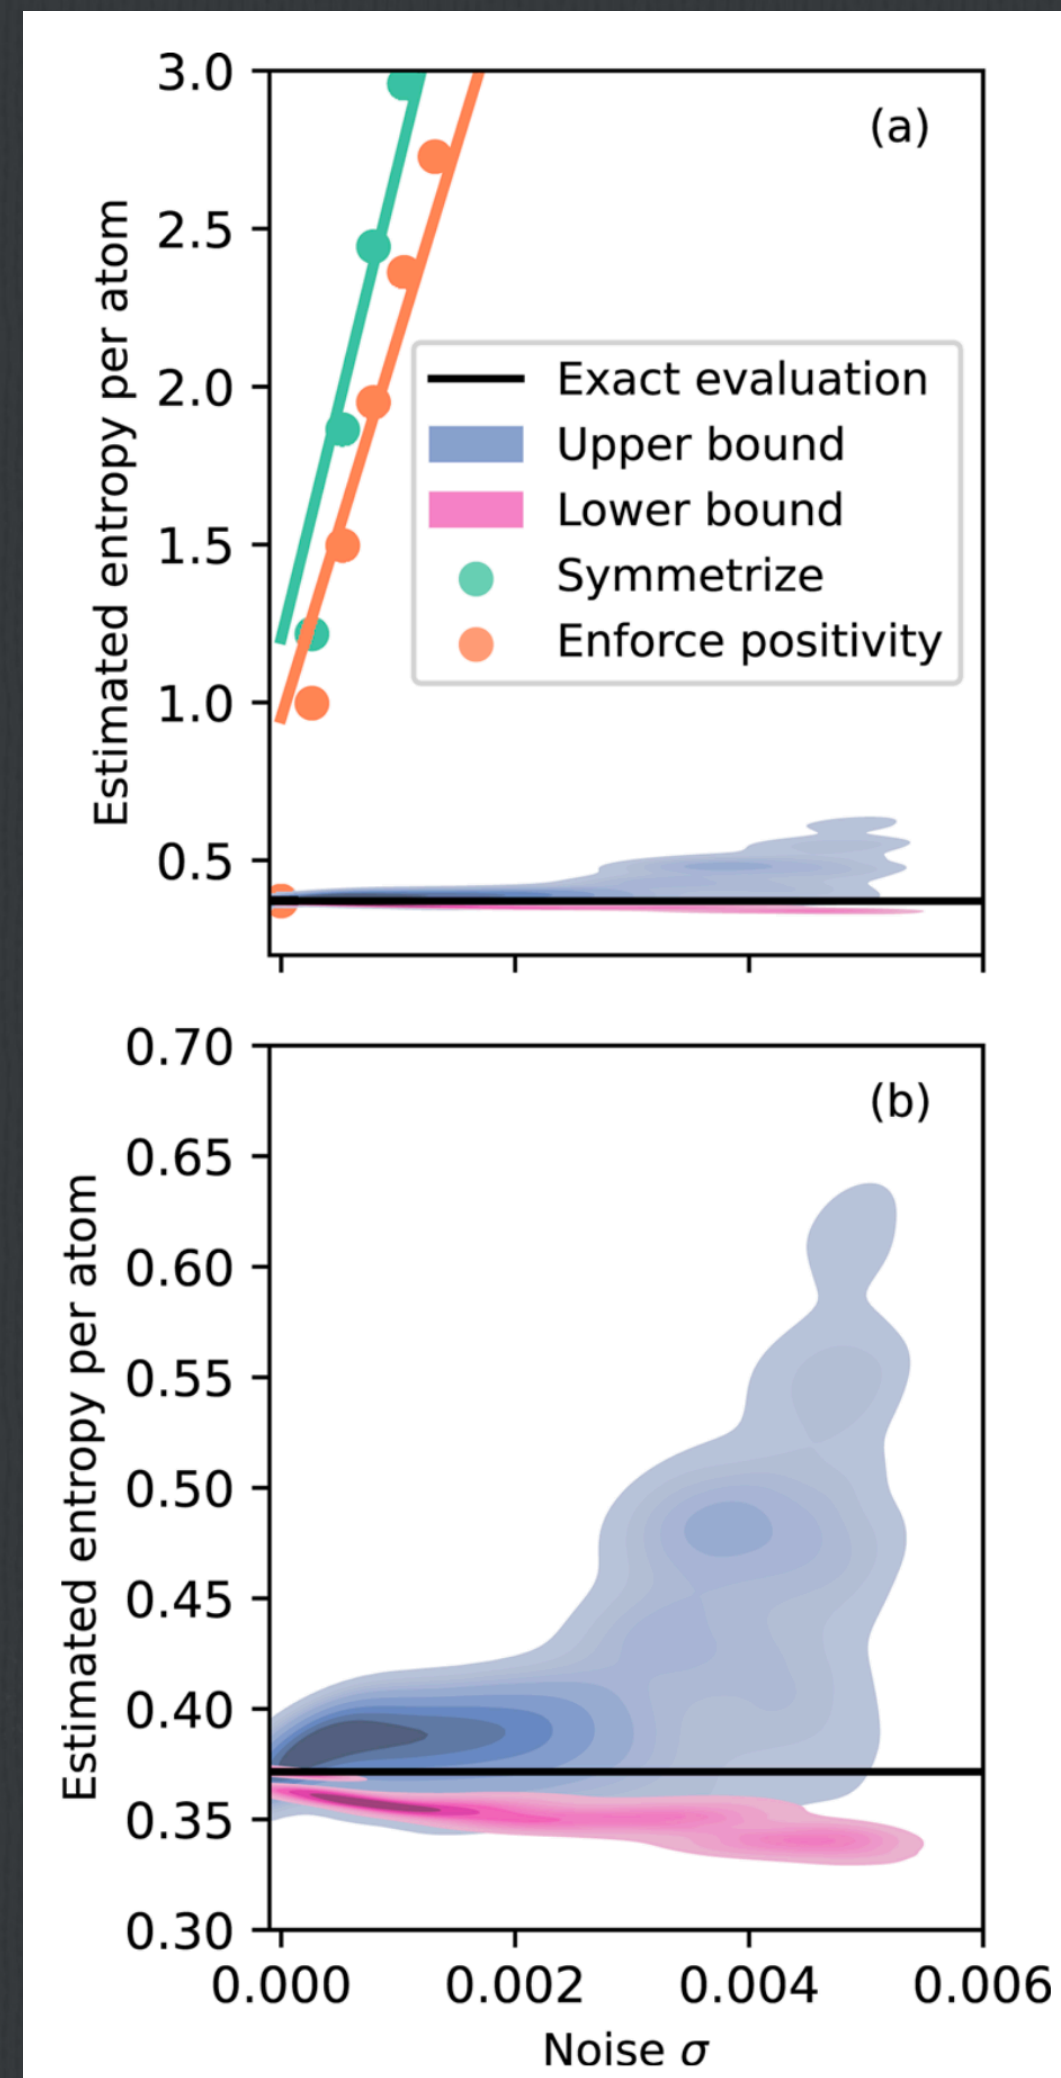 3.0
(a)
2.5
2.0
1.5
1.0
0.5
Estimated entropy per atom
Exact evaluation
Upper bound
Lower bound
Symmetrize
Enforce positivity
0.70
(b)
0.65
0.60
0.55
0.50
0.45
0.40
0.35
0.30
Estimated entropy per atom
0.000 0.002 0.004 0.006
Noise σ